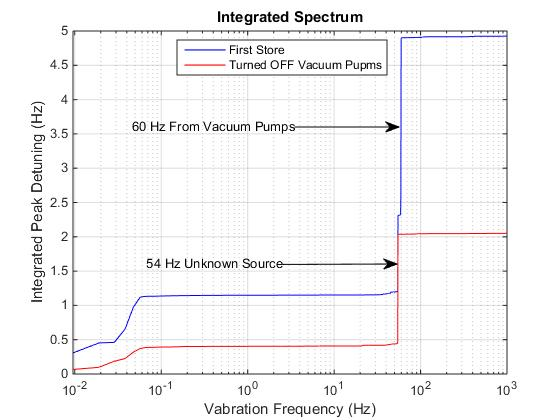 Integrated Spectrum
First Store
Turned OFF Vacuum Pupms
60 Hz From Vacuum Pumps
54 Hz Unknown Source
Integrated Peak Detuning (Hz)
5
4.5
4
3.5
3
2.5
2
1.5
1
0.5
0
10^-2 10^-1 10^0 10^1 10^2 10^3
Vabration Frequency (Hz)